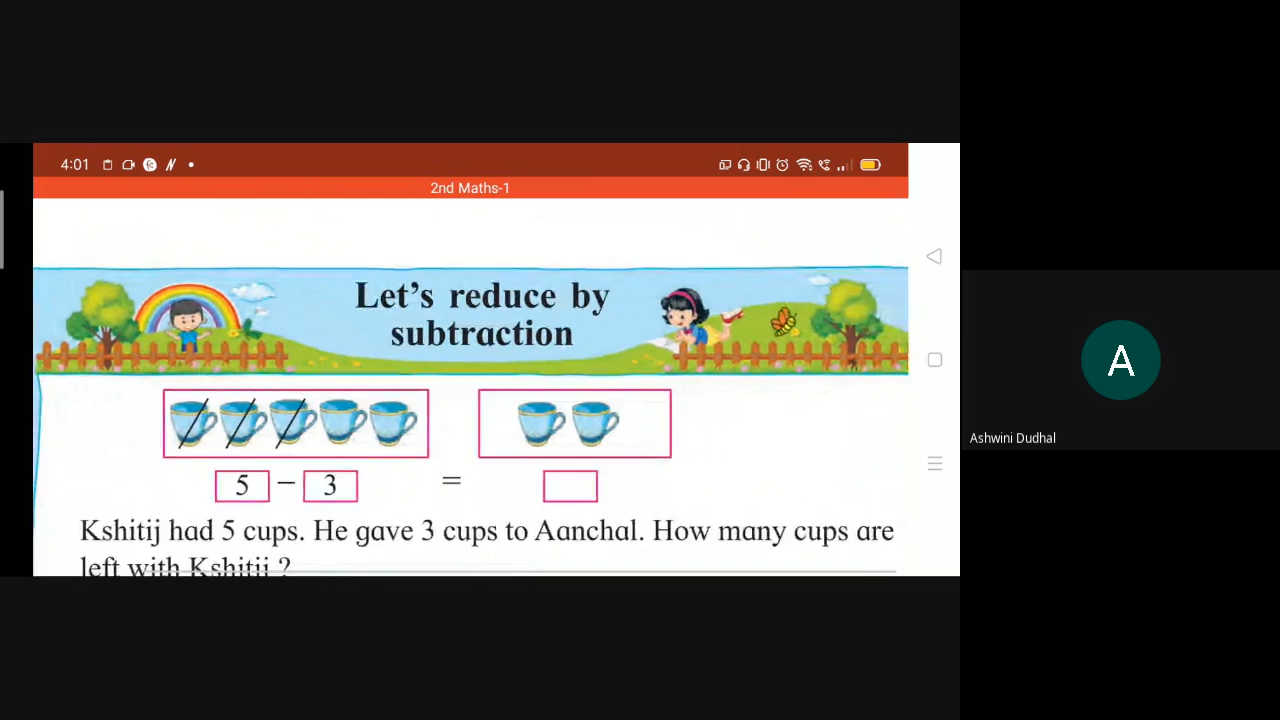 4:01
2nd Maths-1
Let's reduce by
subtraction
5 − 3 =
Kshitij had 5 cups. He gave 3 cups to Aanchal. How many cups are
left with Kshitij ?
A
Ashwini Dudhal